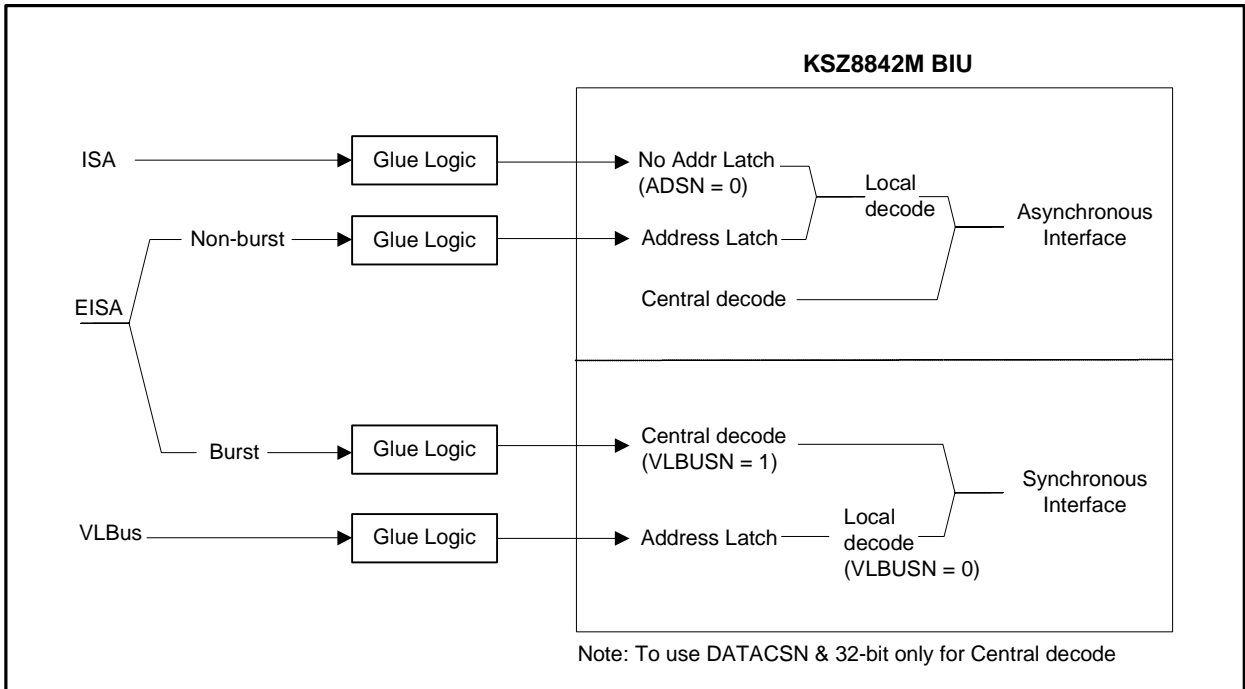 KSZ8842M BIU
ISA
Glue Logic
No Addr Latch
(ADSN = 0)
Local
decode
Asynchronous
Interface
Non-burst
Glue Logic
Address Latch
EISA
Central decode
Burst
Glue Logic
Central decode
(VLBUSN = 1)
Synchronous
Interface
VLBus
Glue Logic
Address Latch
Local
decode
(VLBUSN = 0)
Note: To use DATACSN & 32-bit only for Central decode